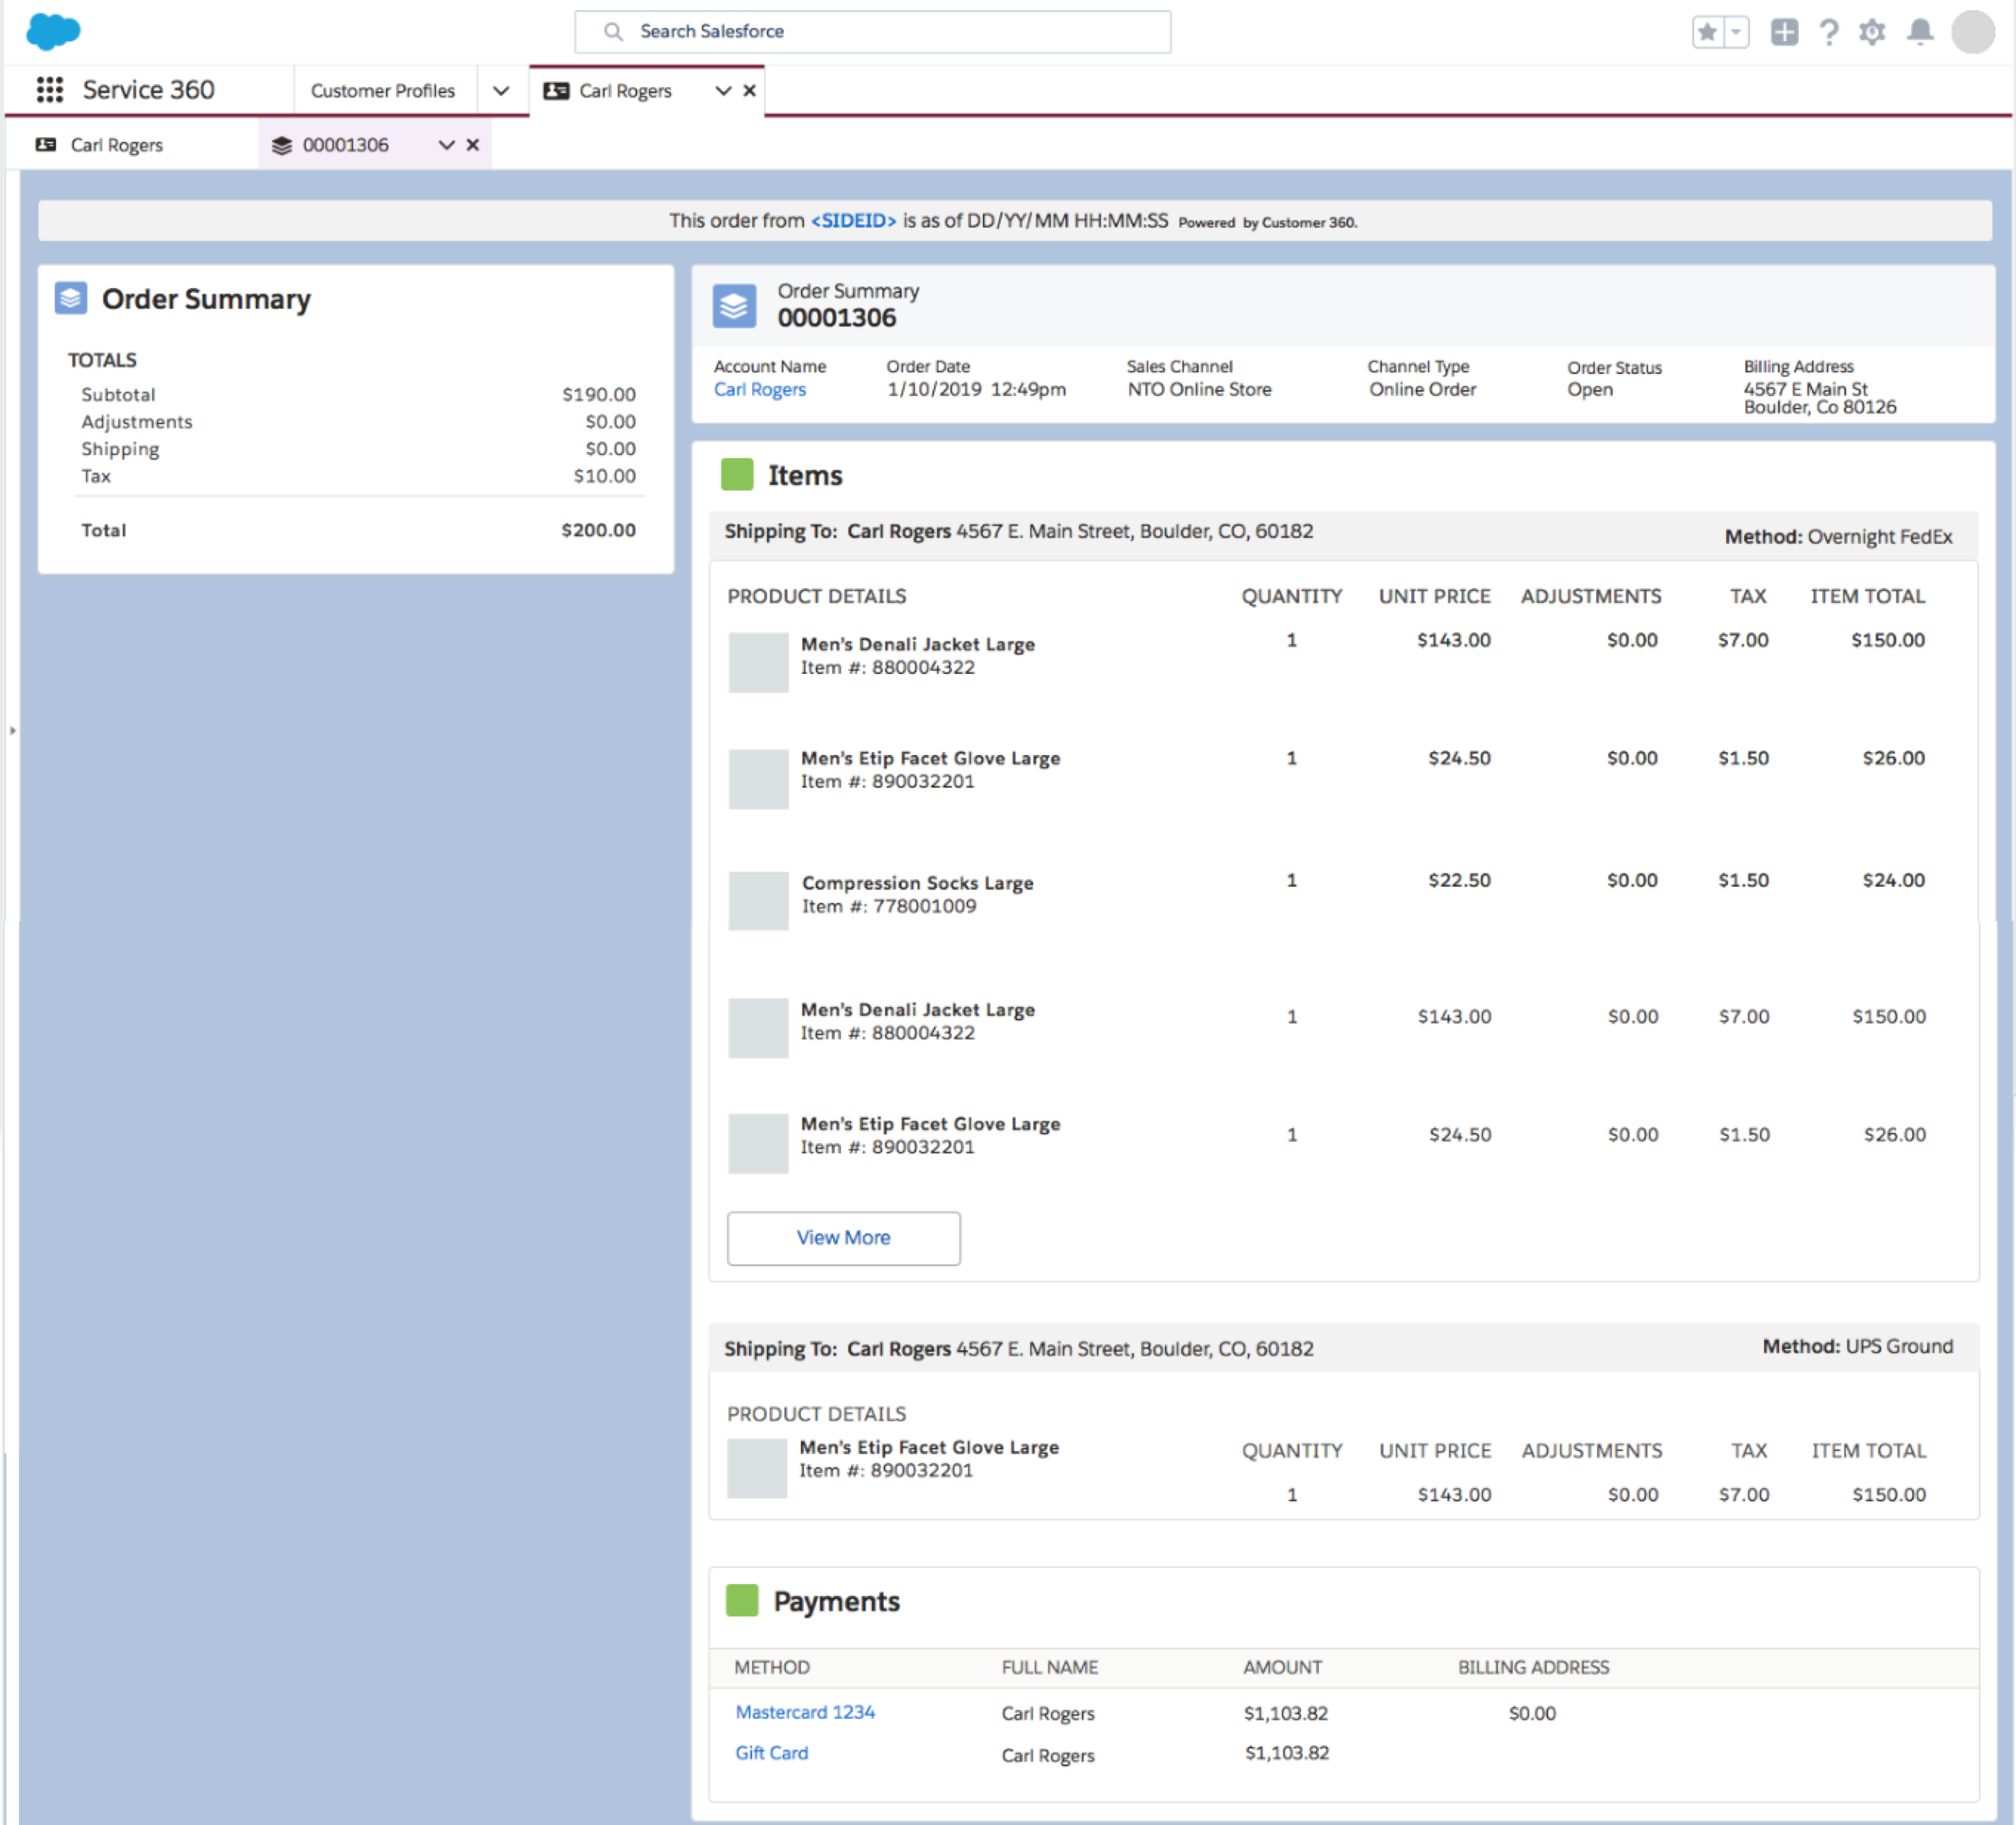 Search Salesforce
Service 360
Customer Profiles
Carl Rogers
Carl Rogers
00001306
This order from <SIDEID> is as of DD/YY/MM HH:MM:SS Powered by Customer 360.
Order Summary
TOTALS
Subtotal $190.00
Adjustments $0.00
Shipping $0.00
Tax $10.00
Total $200.00
Order Summary
00001306
Account Name Order Date Sales Channel Channel Type Order Status Billing Address
Carl Rogers 1/10/2019 12:49pm NTO Online Store Online Order Open 4567 E Main St
Boulder, Co 80126
Items
Shipping To: Carl Rogers 4567 E. Main Street, Boulder, CO, 60182 Method: Overnight FedEx
PRODUCT DETAILS QUANTITY UNIT PRICE ADJUSTMENTS TAX ITEM TOTAL
Men's Denali Jacket Large 1 $143.00 $0.00 $7.00 $150.00
Item #: 880004322
Men's Etip Facet Glove Large 1 $24.50 $0.00 $1.50 $26.00
Item #: 890032201
Compression Socks Large 1 $22.50 $0.00 $1.50 $24.00
Item #: 778001009
Men's Denali Jacket Large 1 $143.00 $0.00 $7.00 $150.00
Item #: 880004322
Men's Etip Facet Glove Large 1 $24.50 $0.00 $1.50 $26.00
Item #: 890032201
View More
Shipping To: Carl Rogers 4567 E. Main Street, Boulder, CO, 60182 Method: UPS Ground
PRODUCT DETAILS
Men's Etip Facet Glove Large QUANTITY UNIT PRICE ADJUSTMENTS TAX ITEM TOTAL
Item #: 890032201
1 $143.00 $0.00 $7.00 $150.00
Payments
METHOD FULL NAME AMOUNT BILLING ADDRESS
Mastercard 1234 Carl Rogers $1,103.82 $0.00
Gift Card Carl Rogers $1,103.82